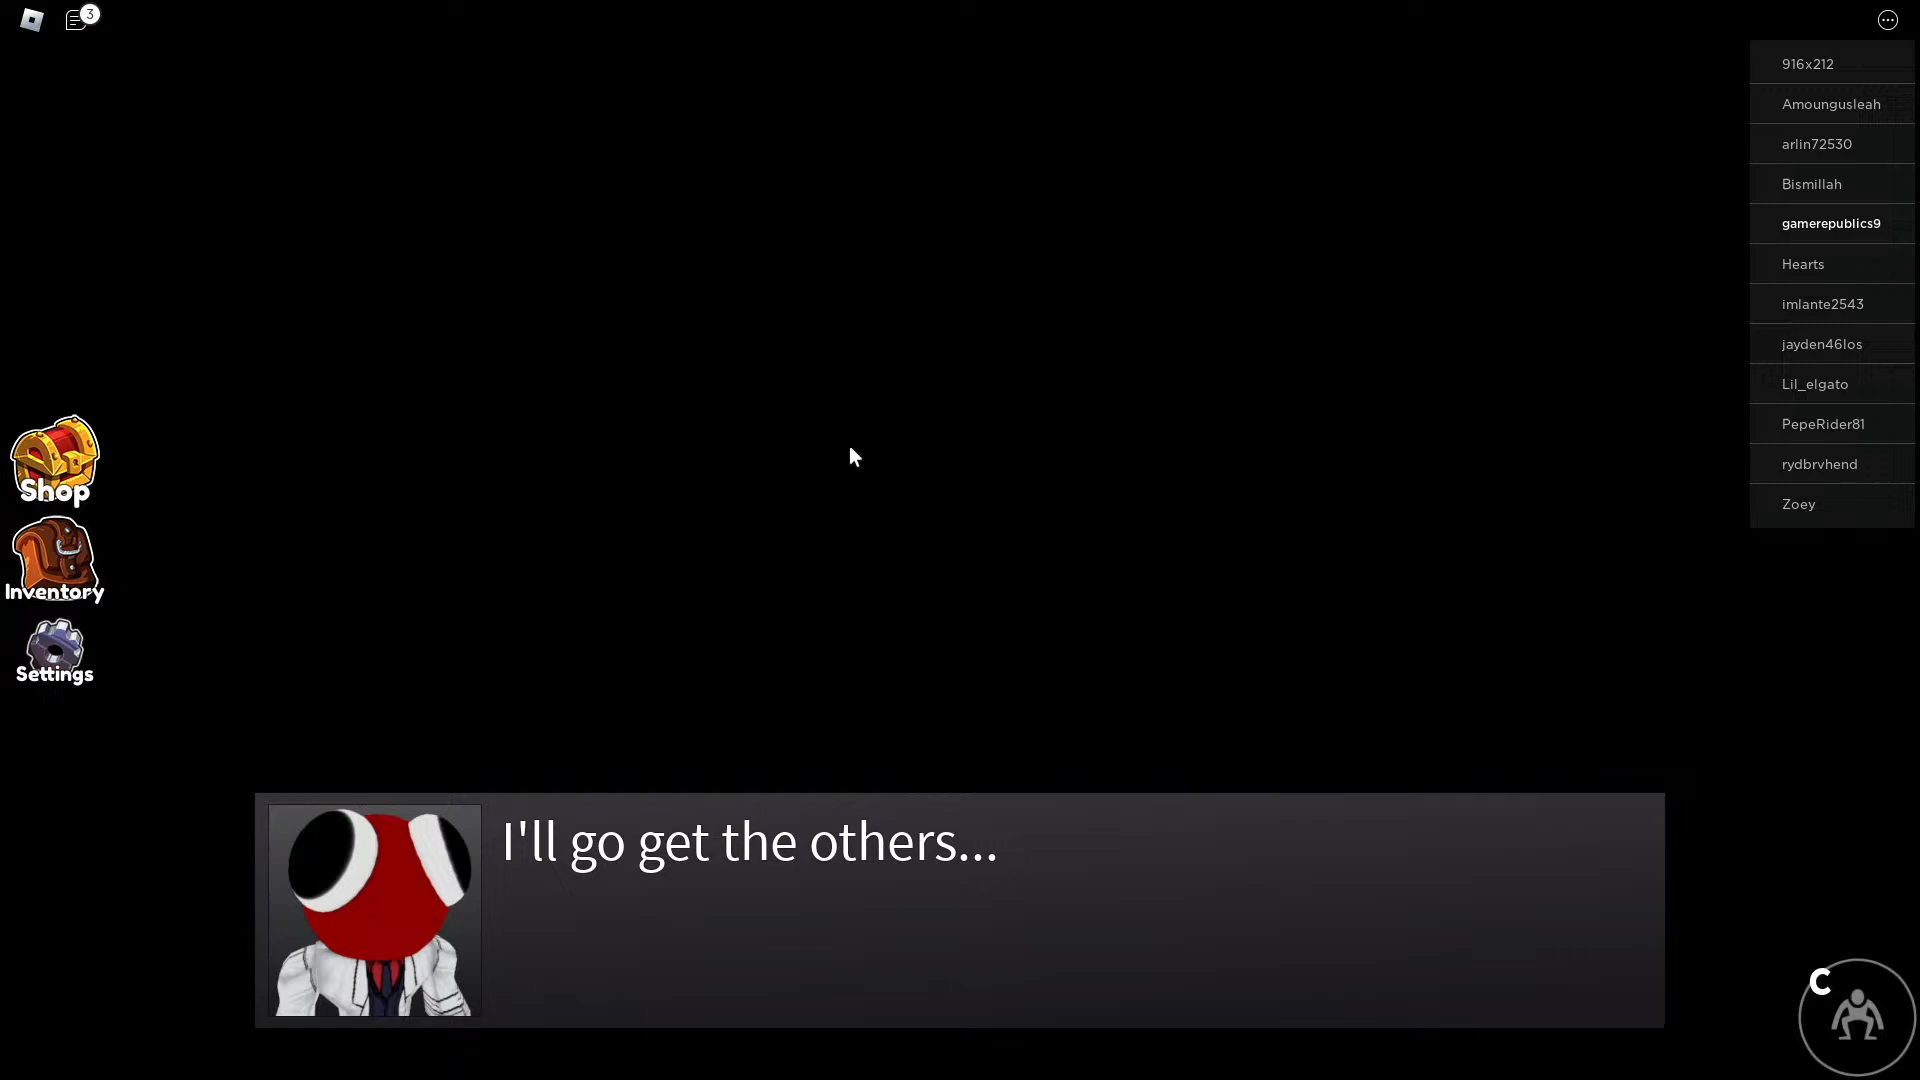 3
916x212
Amoungusleah
arlin72530
Bismillah
gamerepublics9
Hearts
imlante2543
jayden46los
Lil_elgato
PepeRider81
rydbrvhend
Zoey
Shop
Inventory
Settings
I'll go get the others...
C